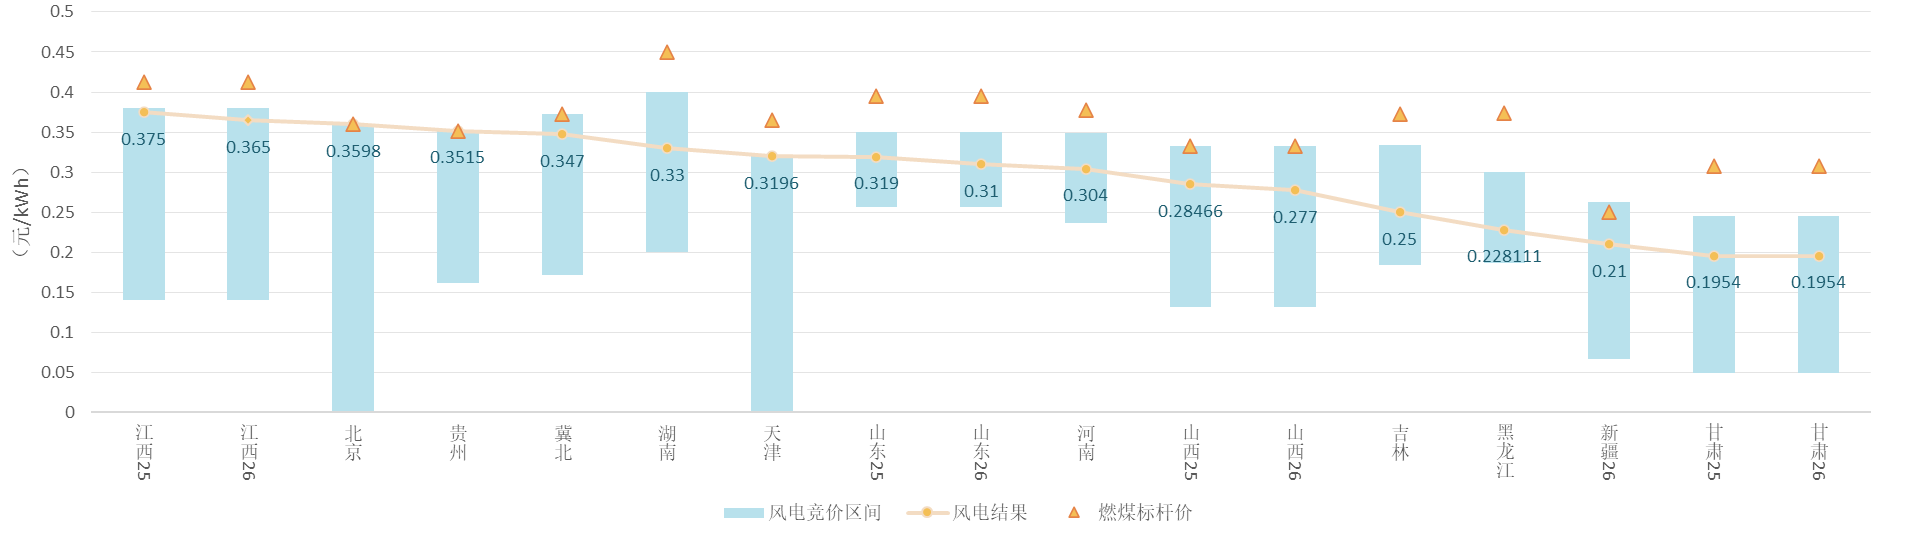 0.5
0.45
0.4
0.35
0.3
0.25
0.2
0.15
0.1
0.05
0
（元/kWh）
0.375
0.365
0.3598
0.3515
0.347
0.33
0.3196
0.319
0.31
0.304
0.28466
0.277
0.25
0.228111
0.21
0.1954
0.1954
江西25
江西26
北京
贵州
冀北
湖南
天津
山东25
山东26
河南
山西25
山西26
吉林
黑龙江
新疆26
甘肃25
甘肃26
风电竞价区间
风电结果
燃煤标杆价